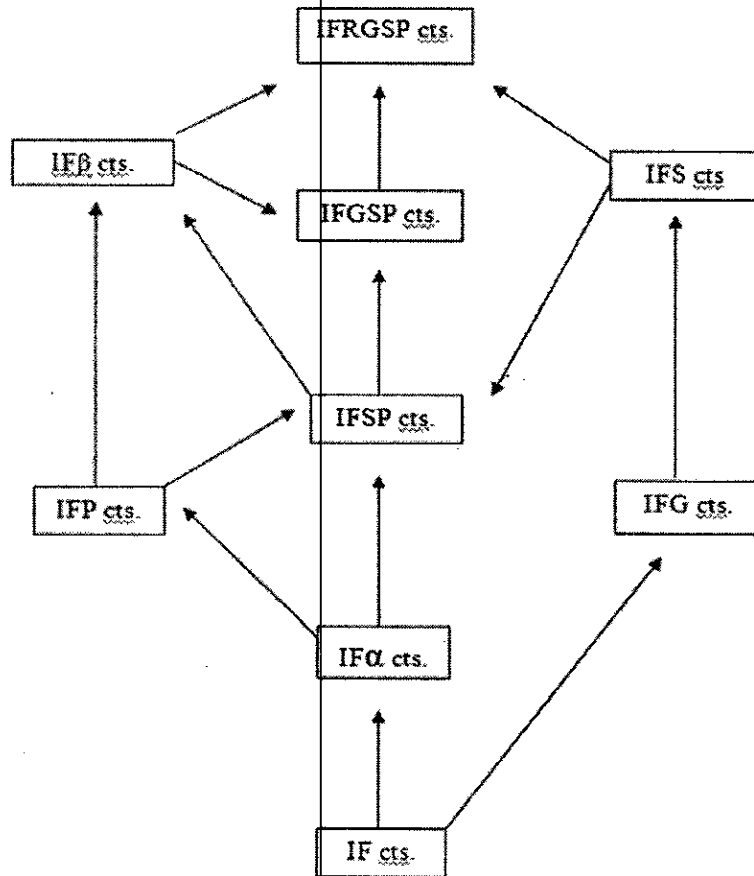 IFRGSP cts.
IFβ cts.
IFS cts
IFGSP cts.
IFSP cts.
IFP cts.
IFG cts.
IFα cts.
IF cts.